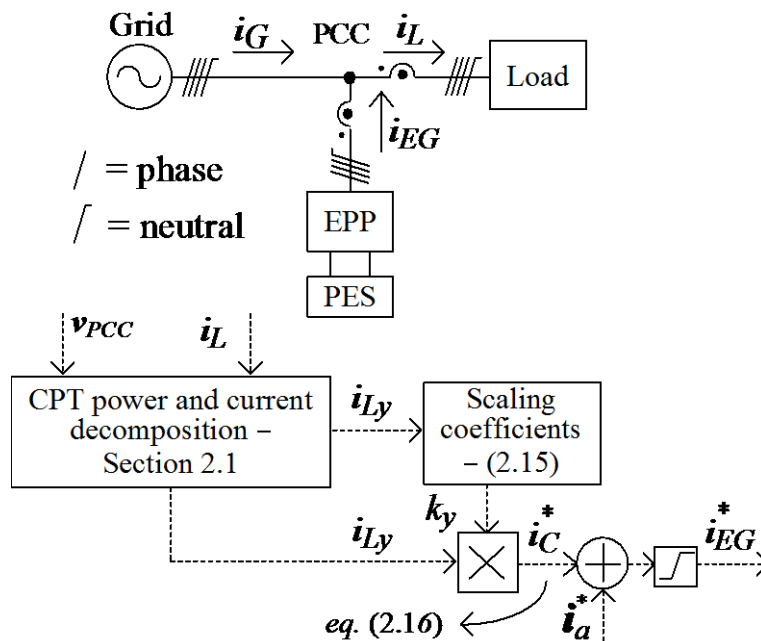 Grid
i_G
PCC
i_L
Load
i_EG
/ = phase
= neutral
EPP
PES
v_PCC
i_L
CPT power and current
decomposition –
Section 2.1
i_Ly
Scaling
coefficients
– (2.15)
k_y
i_Ly
i_C^*
i_EG^*
eq. (2.16)
i_a^*